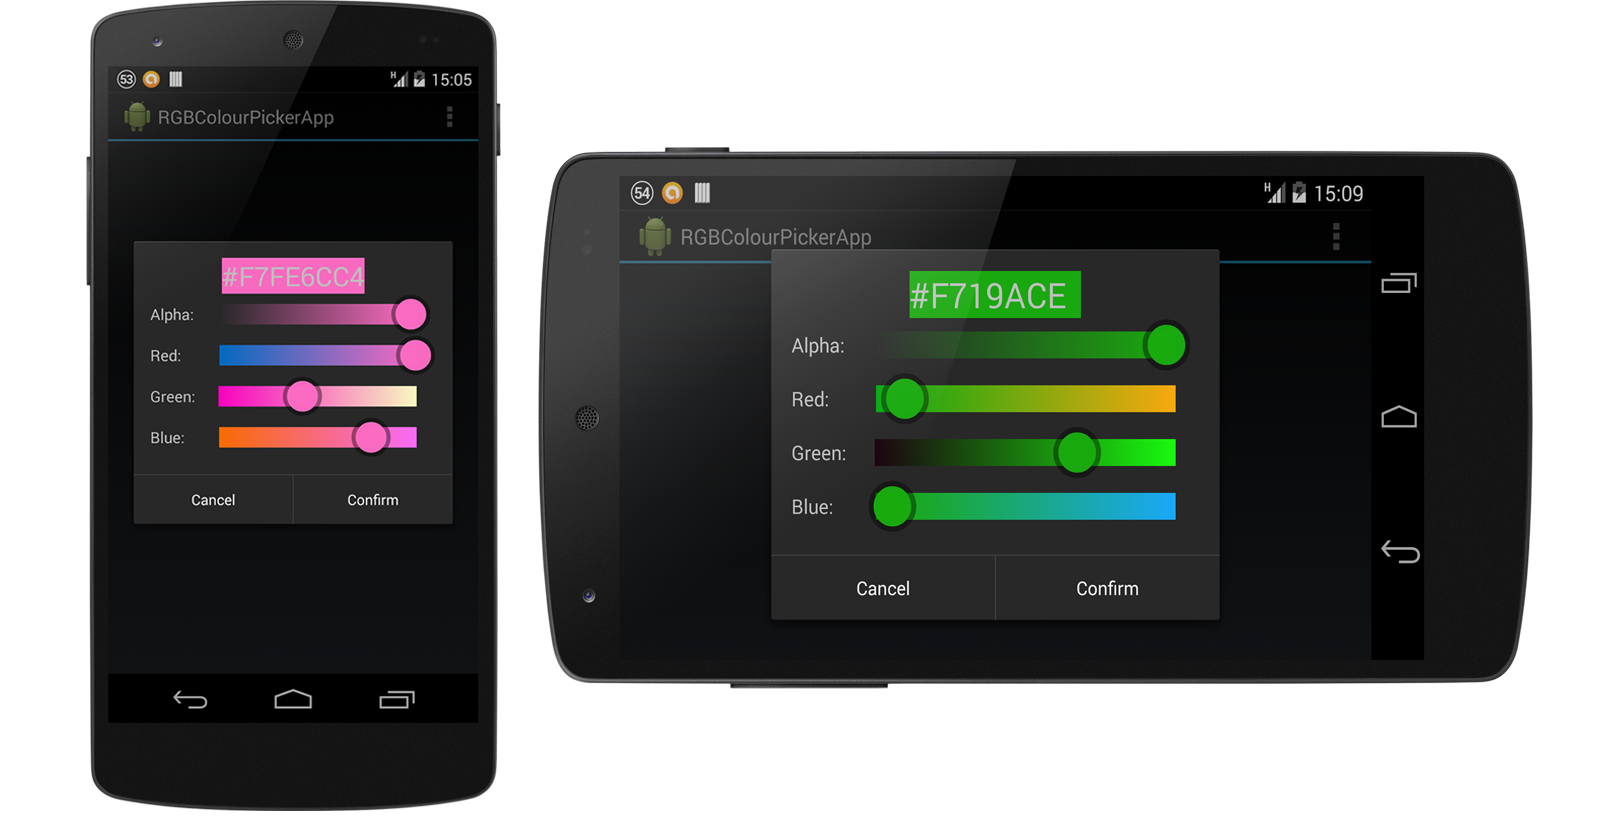 53 H 15:05
RGBColourPickerApp
#F7FE6CC4
Alpha:
Red:
Green:
Blue:
Cancel Confirm
54 H 15:09
RGBColourPickerApp
#F719ACE
Alpha:
Red:
Green:
Blue:
Cancel Confirm